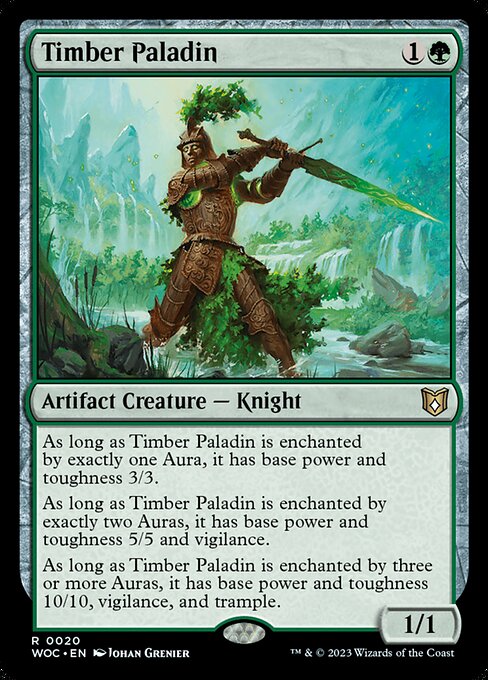 Timber Paladin 1
Artifact Creature — Knight
As long as Timber Paladin is enchanted
by exactly one Aura, it has base power and
toughness 3/3.
As long as Timber Paladin is enchanted by
exactly two Auras, it has base power and
toughness 5/5 and vigilance.
As long as Timber Paladin is enchanted by three
or more Auras, it has base power and toughness
10/10, vigilance, and trample.
1/1
R 0020
WOC • EN Johan Grenier ™ & © 2023 Wizards of the Coast